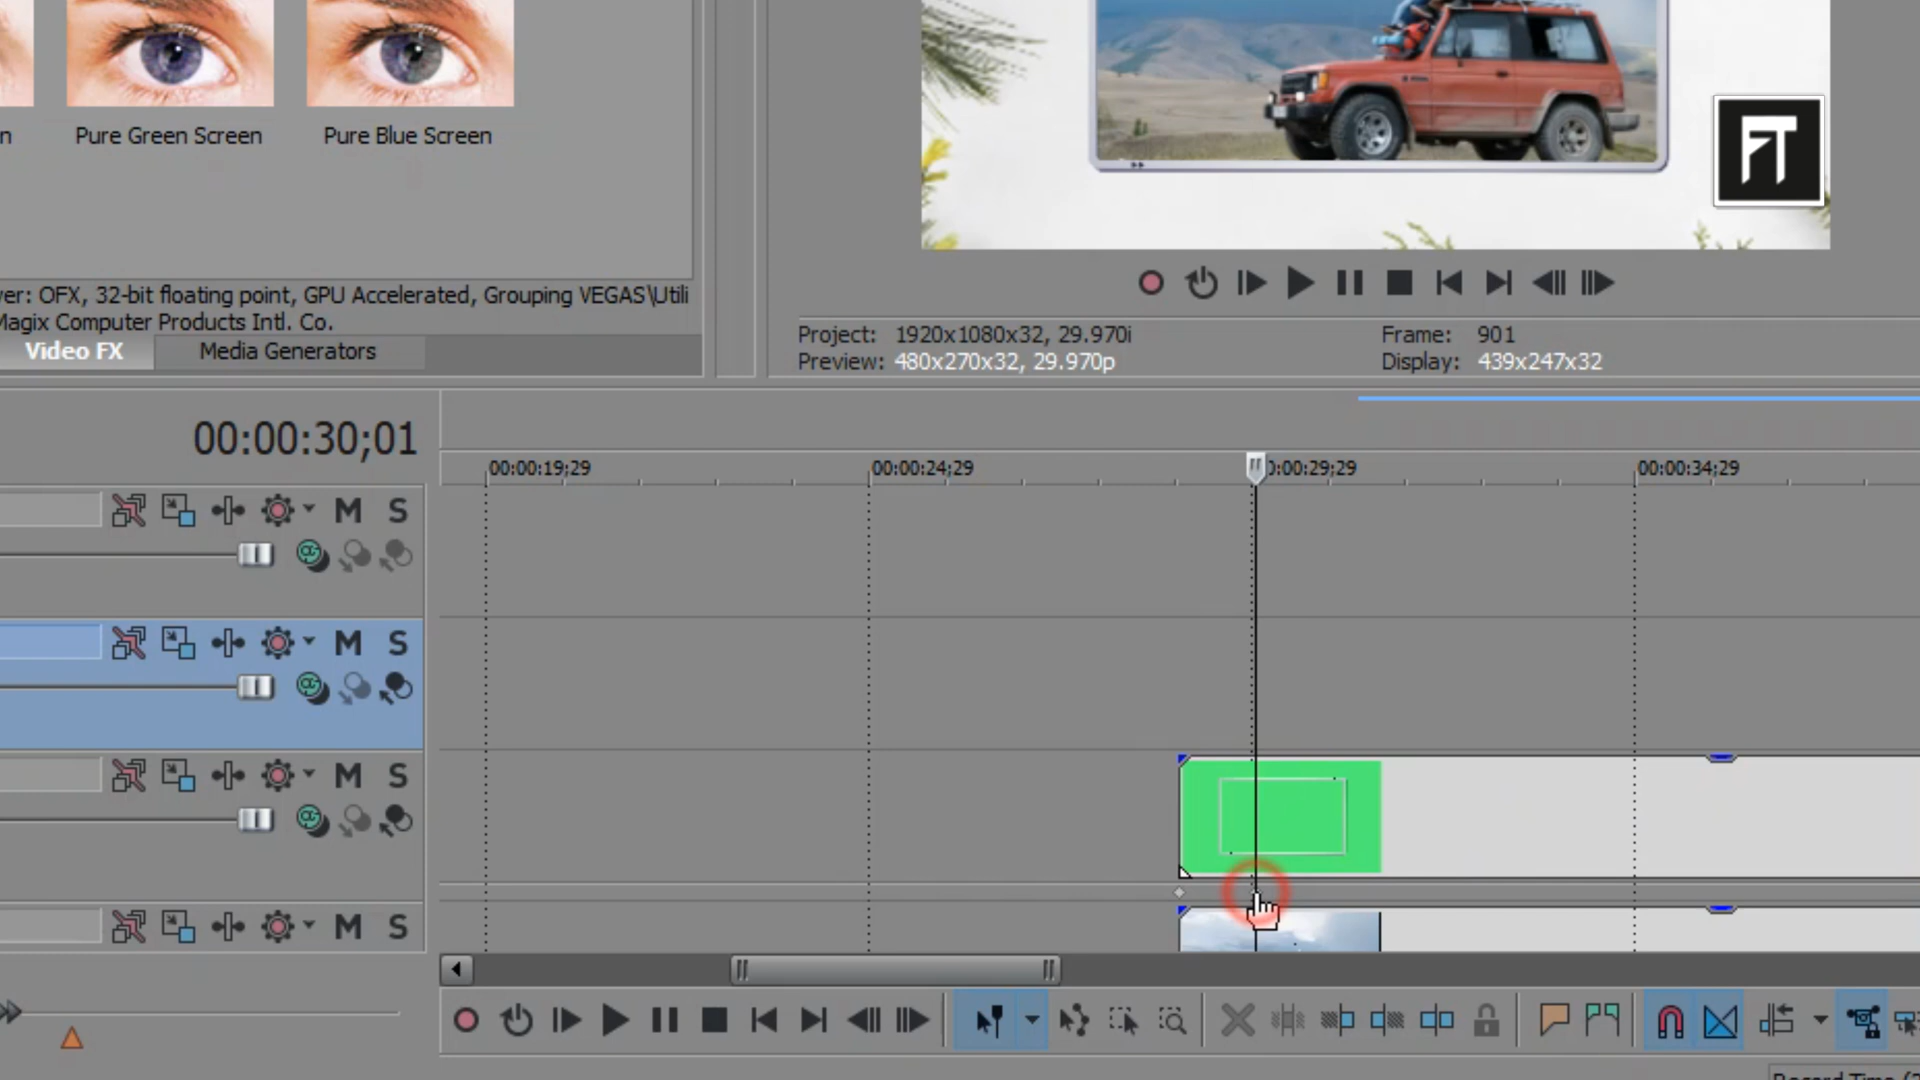 n
Pure Green Screen
Pure Blue Screen
FT
ver: OFX, 32-bit floating point, GPU Accelerated, Grouping VEGAS\Utili
Magix Computer Products Intl. Co.
Video FX
Media Generators
Project: 1920x1080x32, 29.970i
Preview: 480x270x32, 29.970p
Frame: 901
Display: 439x247x32
00:00:30;01
00:00:19;29
00:00:24;29
0:00:29;29
00:00:34;29
M S
M S
M S
M S